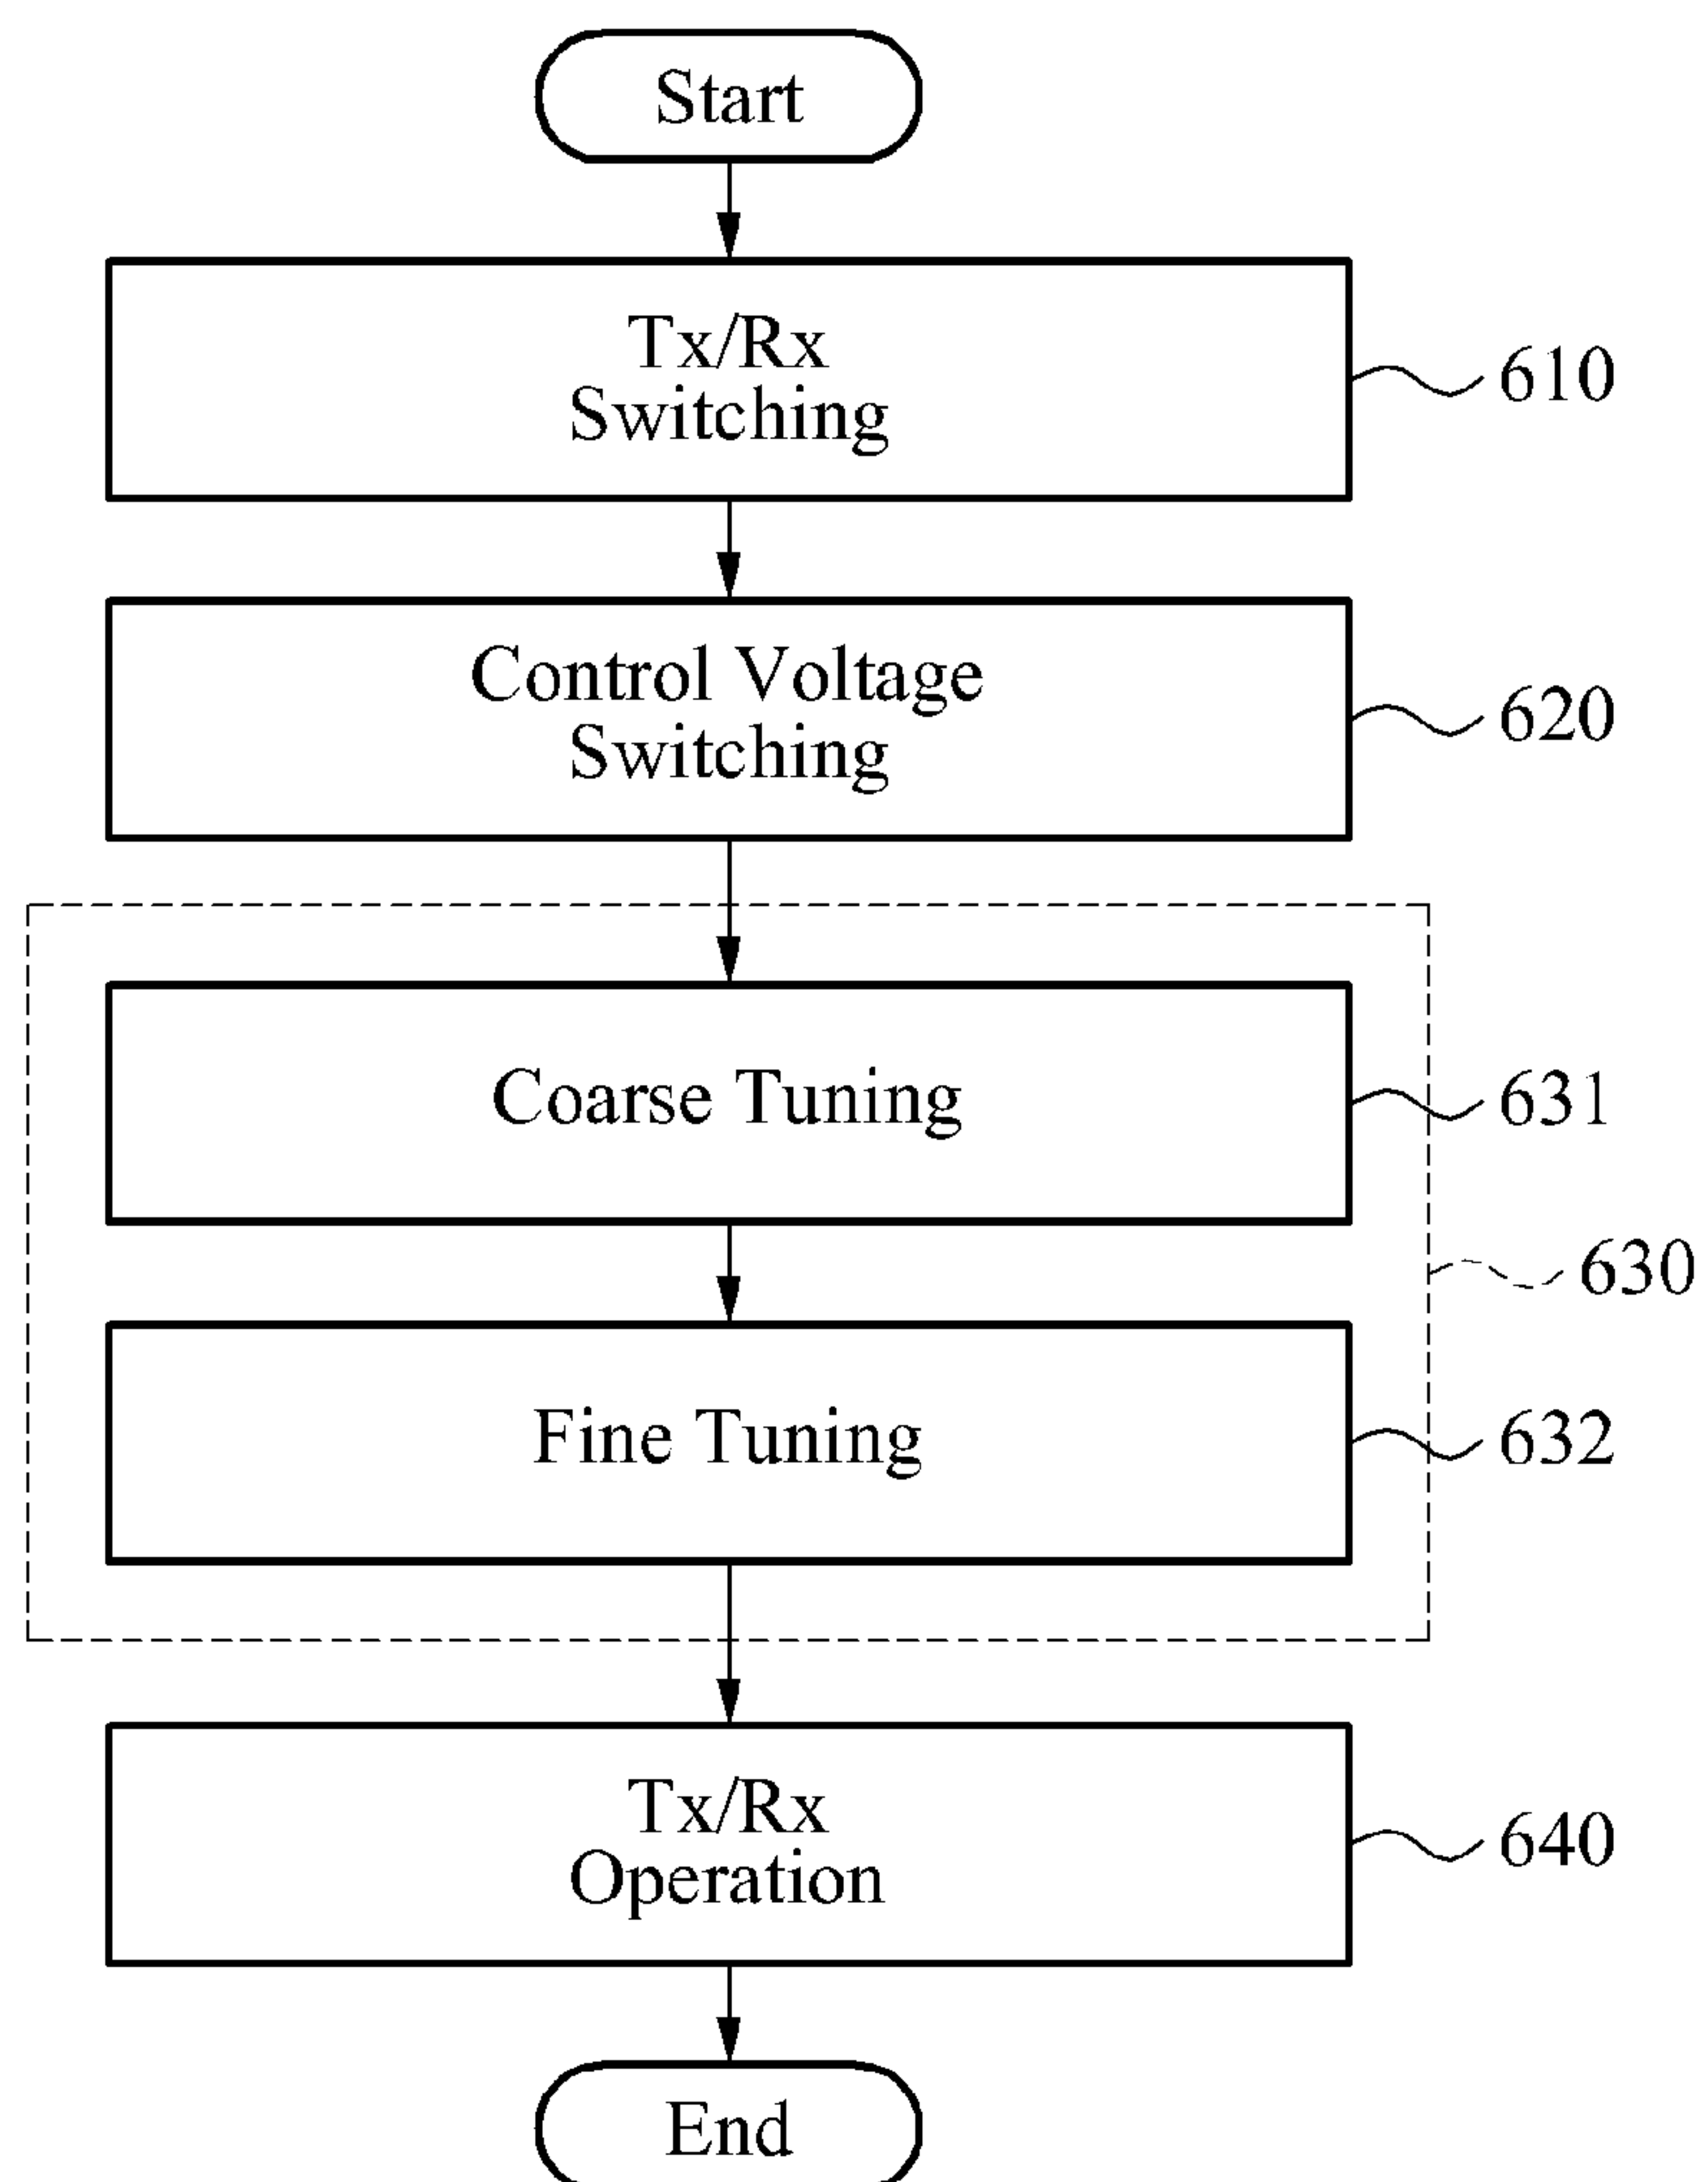 Start
Tx/Rx
Switching
610
Control Voltage
Switching
620
Coarse Tuning
631
630
Fine Tuning
632
Tx/Rx
Operation
640
End